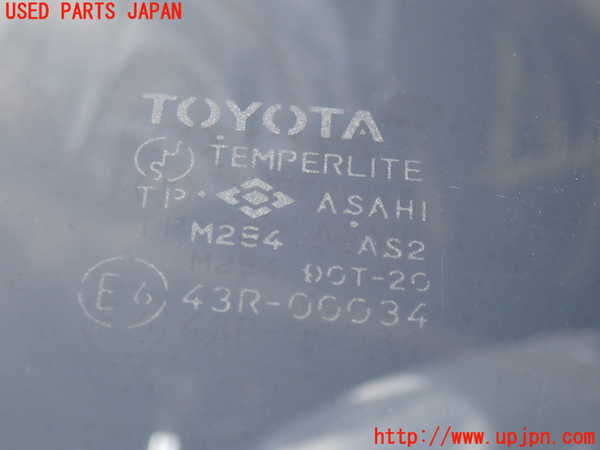 USED PARTS JAPAN
TOYOTA
TEMPERLITE
TP ASAHI
M2E4 AS2
DOT-20
E6 43R-00034
http://www.upjpn.com/